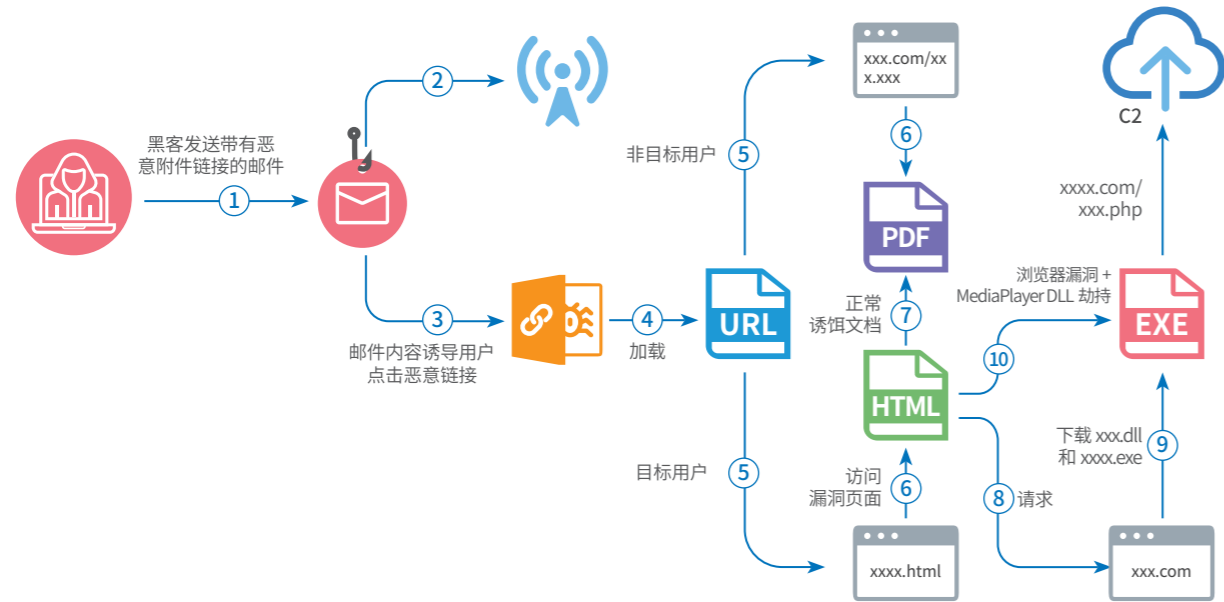 黑客发送带有恶
意附件链接的邮件
1
2
3
邮件内容诱导用户
点击恶意链接
4
加载
URL
非目标用户
5
目标用户
5
xxx.com/xx
x.xxx
6
PDF
正常
诱饵文档
7
HTML
访问
漏洞页面
6
xxxx.html
8
请求
xxx.com
下载 xxx.dll
和 xxxx.exe
9
10
浏览器漏洞 +
MediaPlayer DLL 劫持
EXE
xxxx.com/
xxx.php
C2